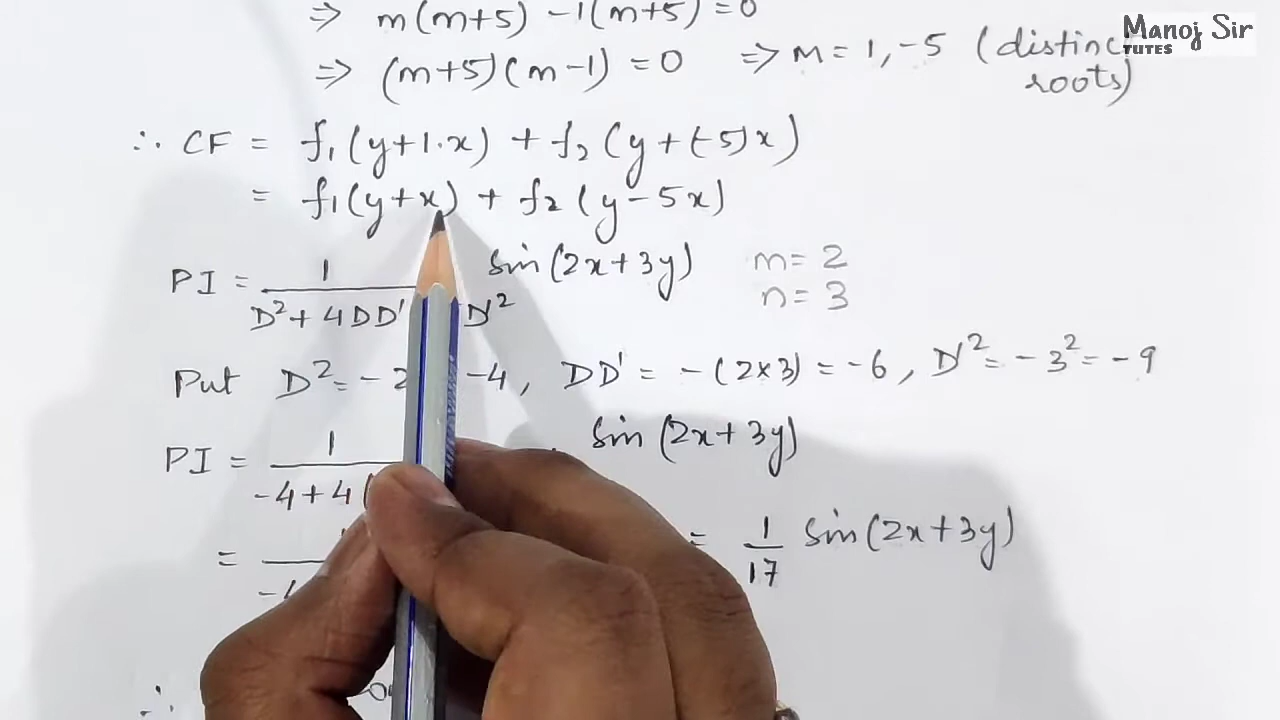 ⇒ m(m+5) -1(m+5) = 0
Manoj Sir
TUTES
⇒ (m+5)(m-1) = 0 ⇒ m = 1, -5 (distinct
roots)
∴ CF = f₁(y+1·x) + f₂(y+(-5)x)
= f₁(y+x) + f₂(y-5x)
PI = 1 sin(2x+3y) m=2
D²+4DD' D'² n=3
Put D²= -2 -4, DD' = -(2×3) = -6, D'²= -3²= -9
PI = 1 sin(2x+3y)
-4+4(
= = 1/17 sin(2x+3y)
-4
∴